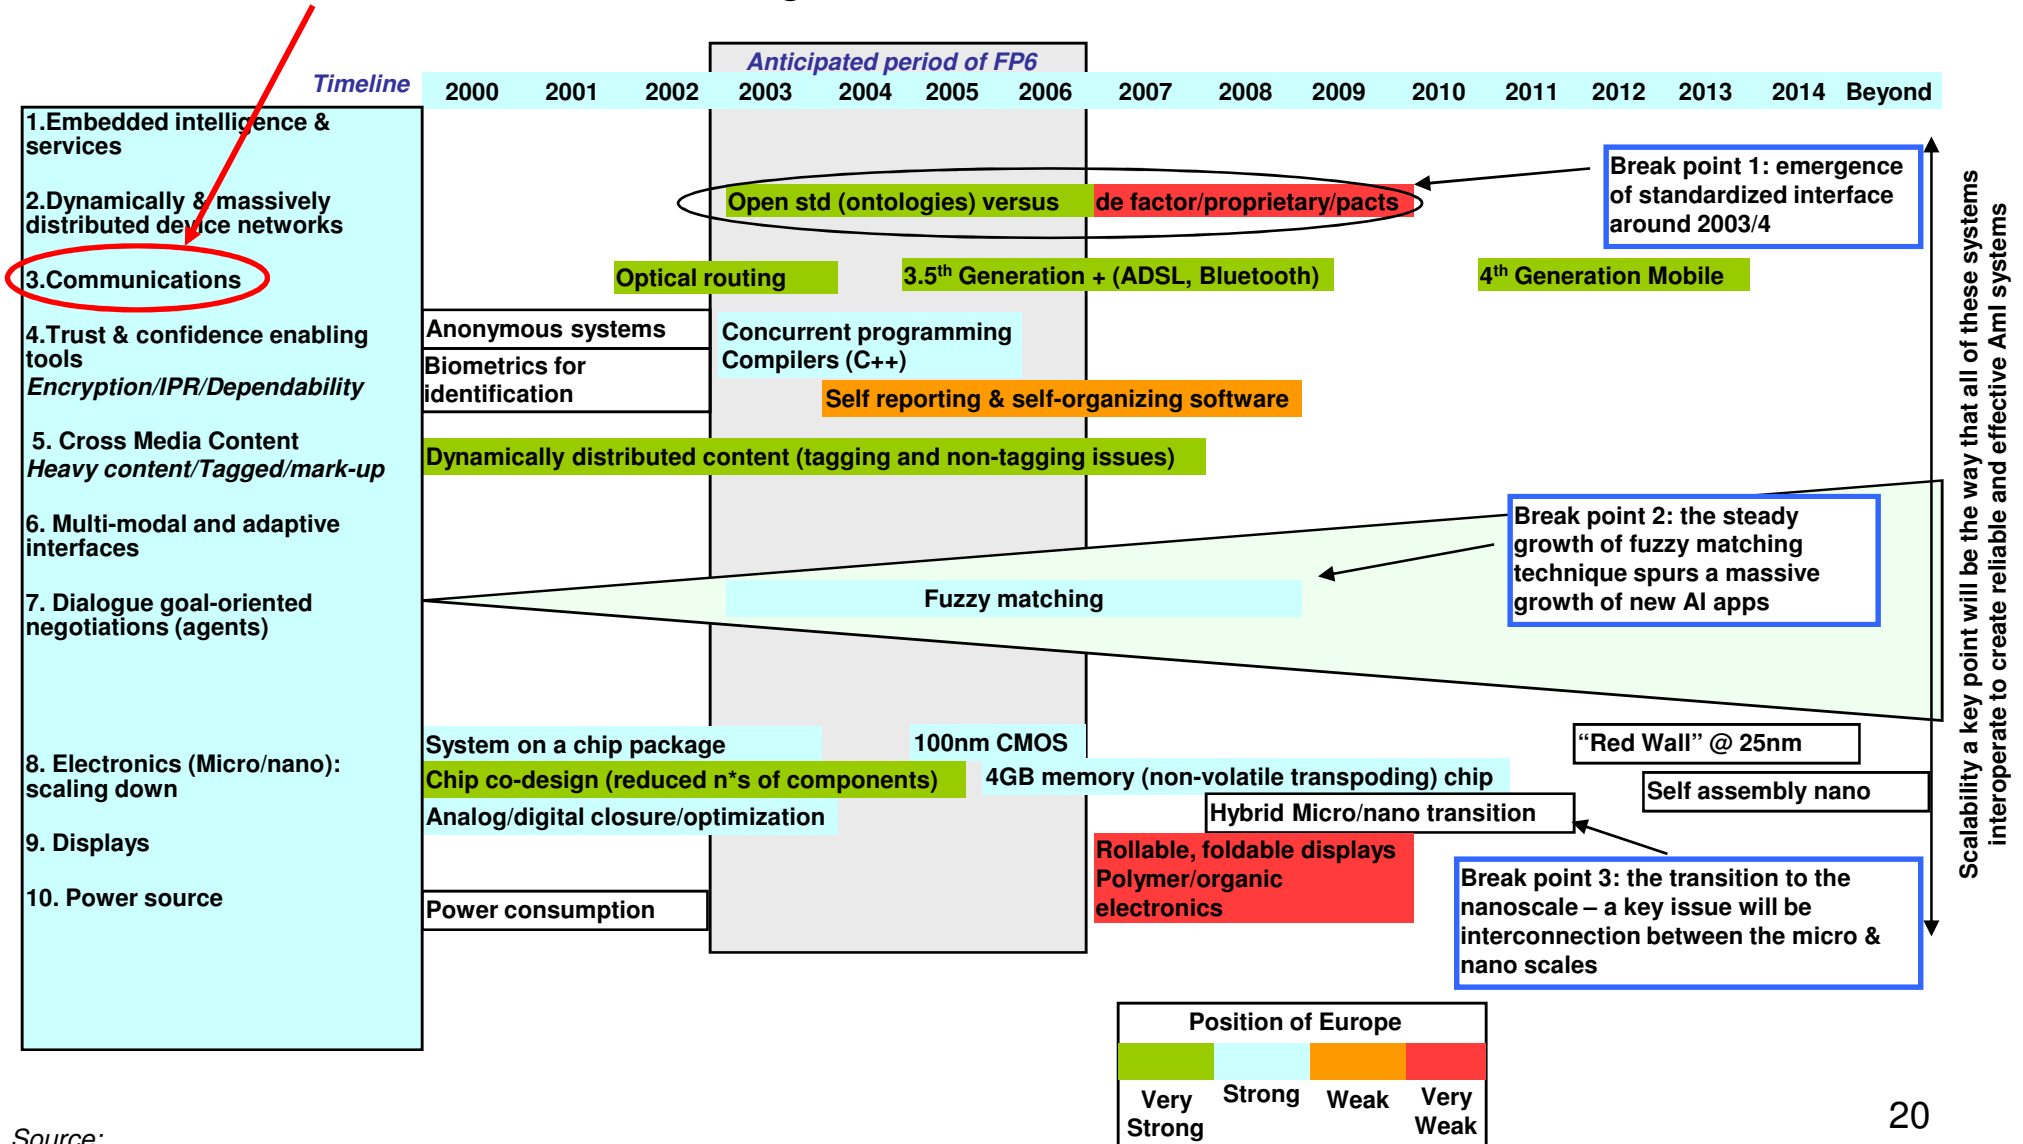 Anticipated period of FP6
Timeline
2000 2001 2002 2003 2004 2005 2006 2007 2008 2009 2010 2011 2012 2013 2014 Beyond
1.Embedded intelligence &
services
2.Dynamically & massively
distributed device networks
3.Communications
4.Trust & confidence enabling
tools
Encryption/IPR/Dependability
5. Cross Media Content
Heavy content/Tagged/mark-up
6. Multi-modal and adaptive
interfaces
7. Dialogue goal-oriented
negotiations (agents)
8. Electronics (Micro/nano):
scaling down
9. Displays
10. Power source
Open std (ontologies) versus de factor/proprietary/pacts
Break point 1: emergence
of standardized interface
around 2003/4
Optical routing
3.5th Generation + (ADSL, Bluetooth)
4th Generation Mobile
Anonymous systems
Biometrics for
identification
Concurrent programming
Compilers (C++)
Self reporting & self-organizing software
Dynamically distributed content (tagging and non-tagging issues)
Break point 2: the steady
growth of fuzzy matching
technique spurs a massive
growth of new AI apps
Fuzzy matching
System on a chip package
100nm CMOS
“Red Wall” @ 25nm
Chip co-design (reduced n*s of components)
4GB memory (non-volatile transpoding) chip
Self assembly nano
Analog/digital closure/optimization
Hybrid Micro/nano transition
Rollable, foldable displays
Polymer/organic
electronics
Power consumption
Break point 3: the transition to the
nanoscale – a key issue will be
interconnection between the micro &
nano scales
Scalability a key point will be the way that all of these systems
interoperate to create reliable and effective AmI systems
Position of Europe
Very
Strong
Strong
Weak
Very
Weak
20
Source: